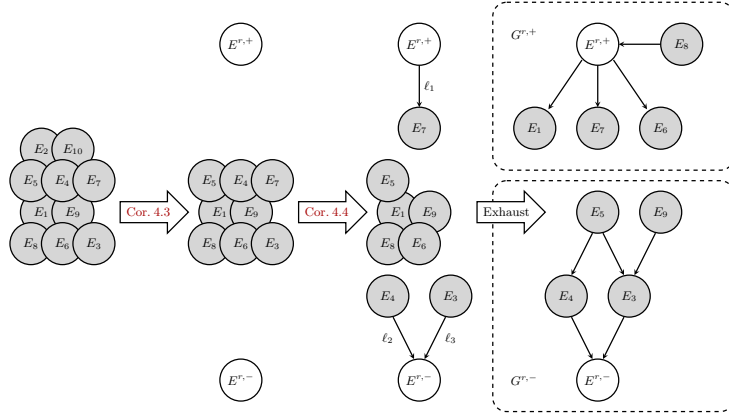 E_2 E_10
E_5 E_4 E_7
E_1 E_9
E_8 E_6 E_3
Cor. 4.3
E^{r,+}
E_5 E_4 E_7
E_1 E_9
E_8 E_6 E_3
E^{r,−}
Cor. 4.4
E^{r,+}
ℓ_1
E_7
E_5
E_1 E_9
E_8 E_6
E_4 E_3
ℓ_2 ℓ_3
E^{r,−}
Exhaust
G^{r,+} E^{r,+} E_8
E_1 E_7 E_6
E_5 E_9
E_4 E_3
G^{r,−} E^{r,−}